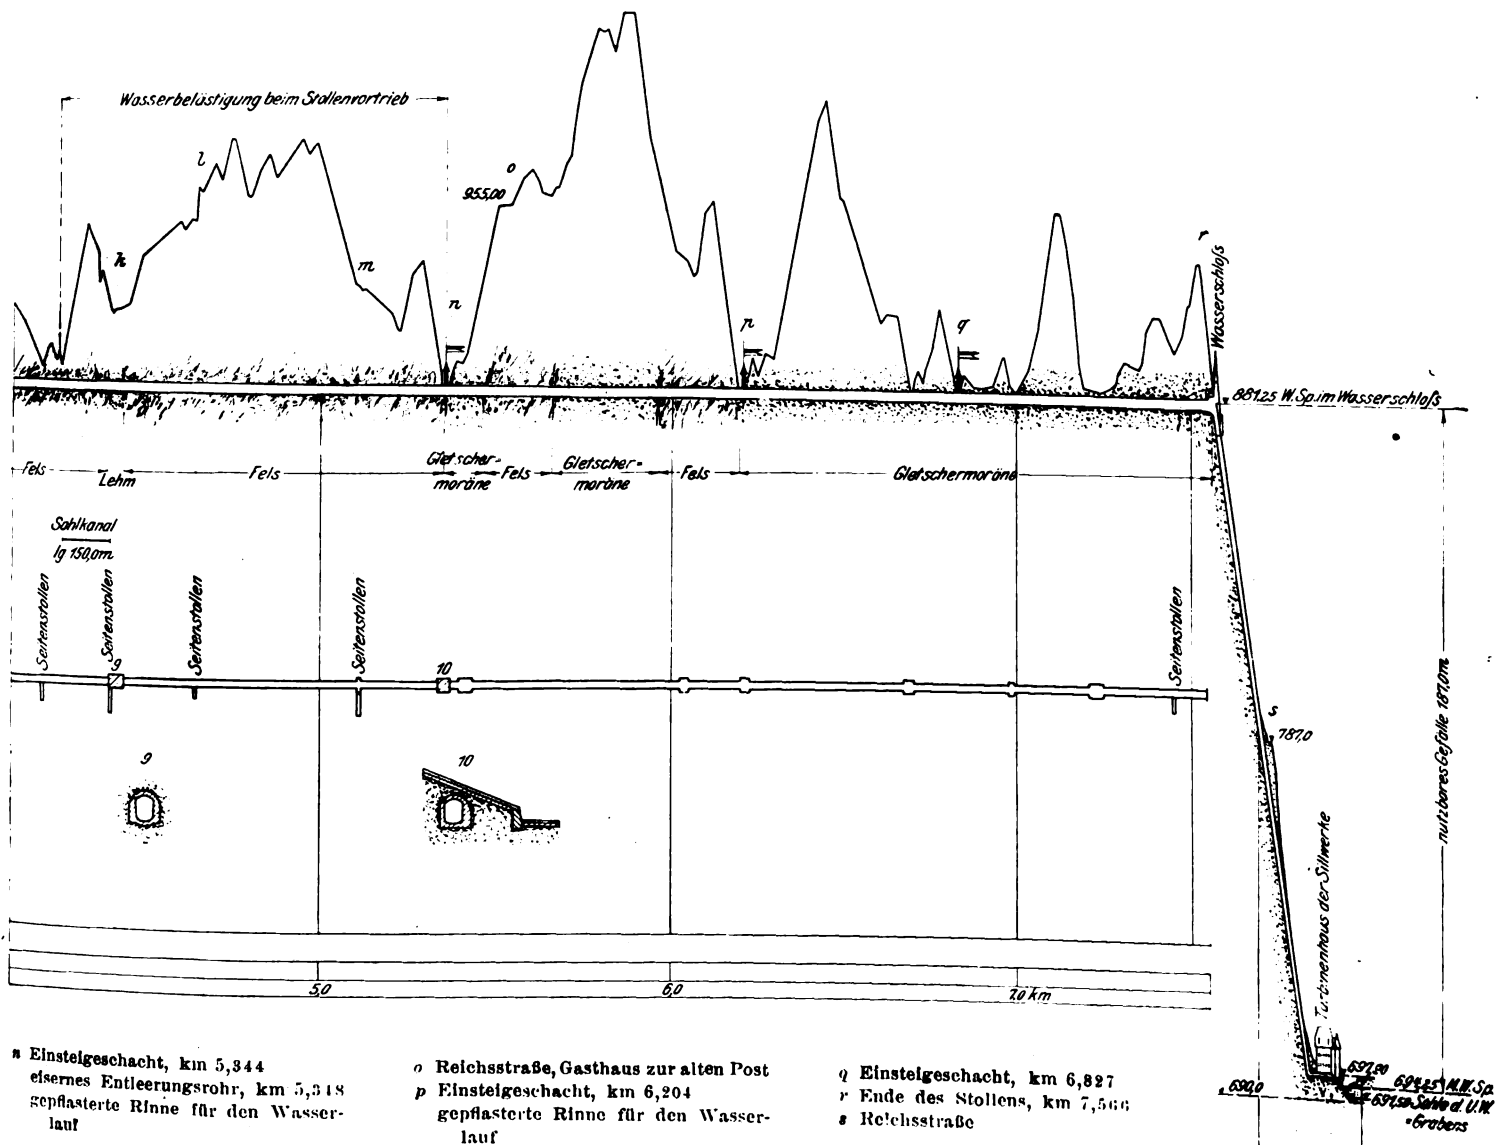 Wasserbelästigung beim Stollenvortrieb
l
k
m
n
955,00
o
p
q
r
Wasserschloß
881,25 W.Sp. im Wasserschloß
Fels
Lehm
Fels
Gletscher-
moräne
Fels
Gletscher-
moräne
Fels
Gletschermoräne
Sohlkanal
lg 150,0m
Seitenstollen
Seitenstollen
Seitenstollen
Seitenstollen
Seitenstollen
9
10
9
10
s
787,0
nutzbares Gefälle 187,0m
Turbinenhaus der Sillwerke
5,0
6,0
7,0 km
690,0
697,80
694,25 M.W.Sp.
691,50 Sohle d. U.W.
-Grabens
n Einsteigeschacht, km 5,344
eisernes Entleerungsrohr, km 5,348
gepflasterte Rinne für den Wasser-
lauf
o Reichsstraße, Gasthaus zur alten Post
p Einsteigeschacht, km 6,204
gepflasterte Rinne für den Wasser-
lauf
q Einsteigeschacht, km 6,827
r Ende des Stollens, km 7,566
s Reichsstraße